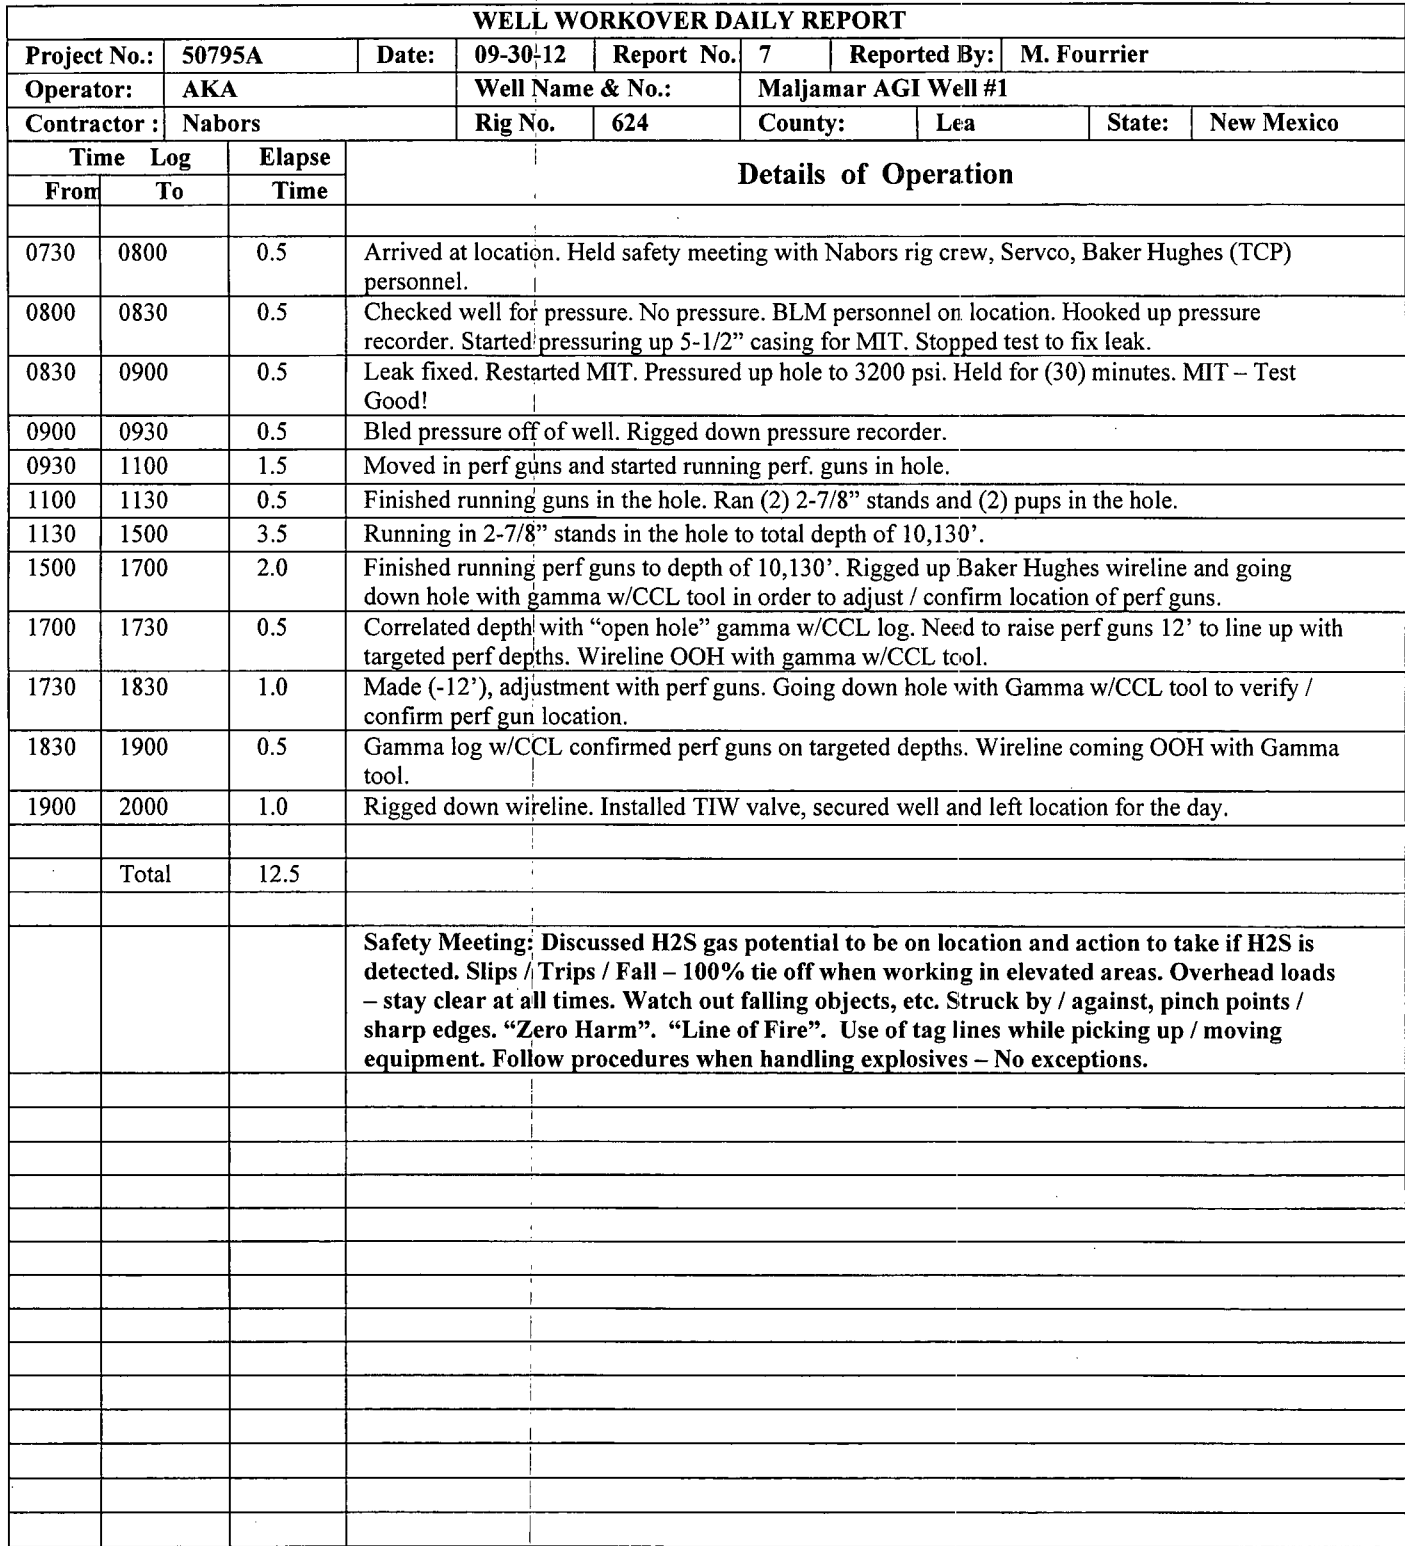 WELL WORKOVER DAILY REPORT
Project No.: 50795A Date: 09-30-12 Report No. 7 Reported By: M. Fourrier
Operator: AKA Well Name & No.: Maljamar AGI Well #1
Contractor : Nabors Rig No. 624 County: Lea State: New Mexico
Time Log Elapse
Details of Operation
From To Time
0730 0800 0.5 Arrived at location. Held safety meeting with Nabors rig crew, Servco, Baker Hughes (TCP)
personnel.
0800 0830 0.5 Checked well for pressure. No pressure. BLM personnel on location. Hooked up pressure
recorder. Started pressuring up 5-1/2” casing for MIT. Stopped test to fix leak.
0830 0900 0.5 Leak fixed. Restarted MIT. Pressured up hole to 3200 psi. Held for (30) minutes. MIT – Test
Good!
0900 0930 0.5 Bled pressure off of well. Rigged down pressure recorder.
0930 1100 1.5 Moved in perf guns and started running perf. guns in hole.
1100 1130 0.5 Finished running guns in the hole. Ran (2) 2-7/8” stands and (2) pups in the hole.
1130 1500 3.5 Running in 2-7/8” stands in the hole to total depth of 10,130’.
1500 1700 2.0 Finished running perf guns to depth of 10,130’. Rigged up Baker Hughes wireline and going
down hole with gamma w/CCL tool in order to adjust / confirm location of perf guns.
1700 1730 0.5 Correlated depth with “open hole” gamma w/CCL log. Need to raise perf guns 12’ to line up with
targeted perf depths. Wireline OOH with gamma w/CCL tool.
1730 1830 1.0 Made (-12’), adjustment with perf guns. Going down hole with Gamma w/CCL tool to verify /
confirm perf gun location.
1830 1900 0.5 Gamma log w/CCL confirmed perf guns on targeted depths. Wireline coming OOH with Gamma
tool.
1900 2000 1.0 Rigged down wireline. Installed TIW valve, secured well and left location for the day.
Total 12.5
Safety Meeting: Discussed H2S gas potential to be on location and action to take if H2S is
detected. Slips / Trips / Fall – 100% tie off when working in elevated areas. Overhead loads
– stay clear at all times. Watch out falling objects, etc. Struck by / against, pinch points /
sharp edges. “Zero Harm”. “Line of Fire”. Use of tag lines while picking up / moving
equipment. Follow procedures when handling explosives – No exceptions.